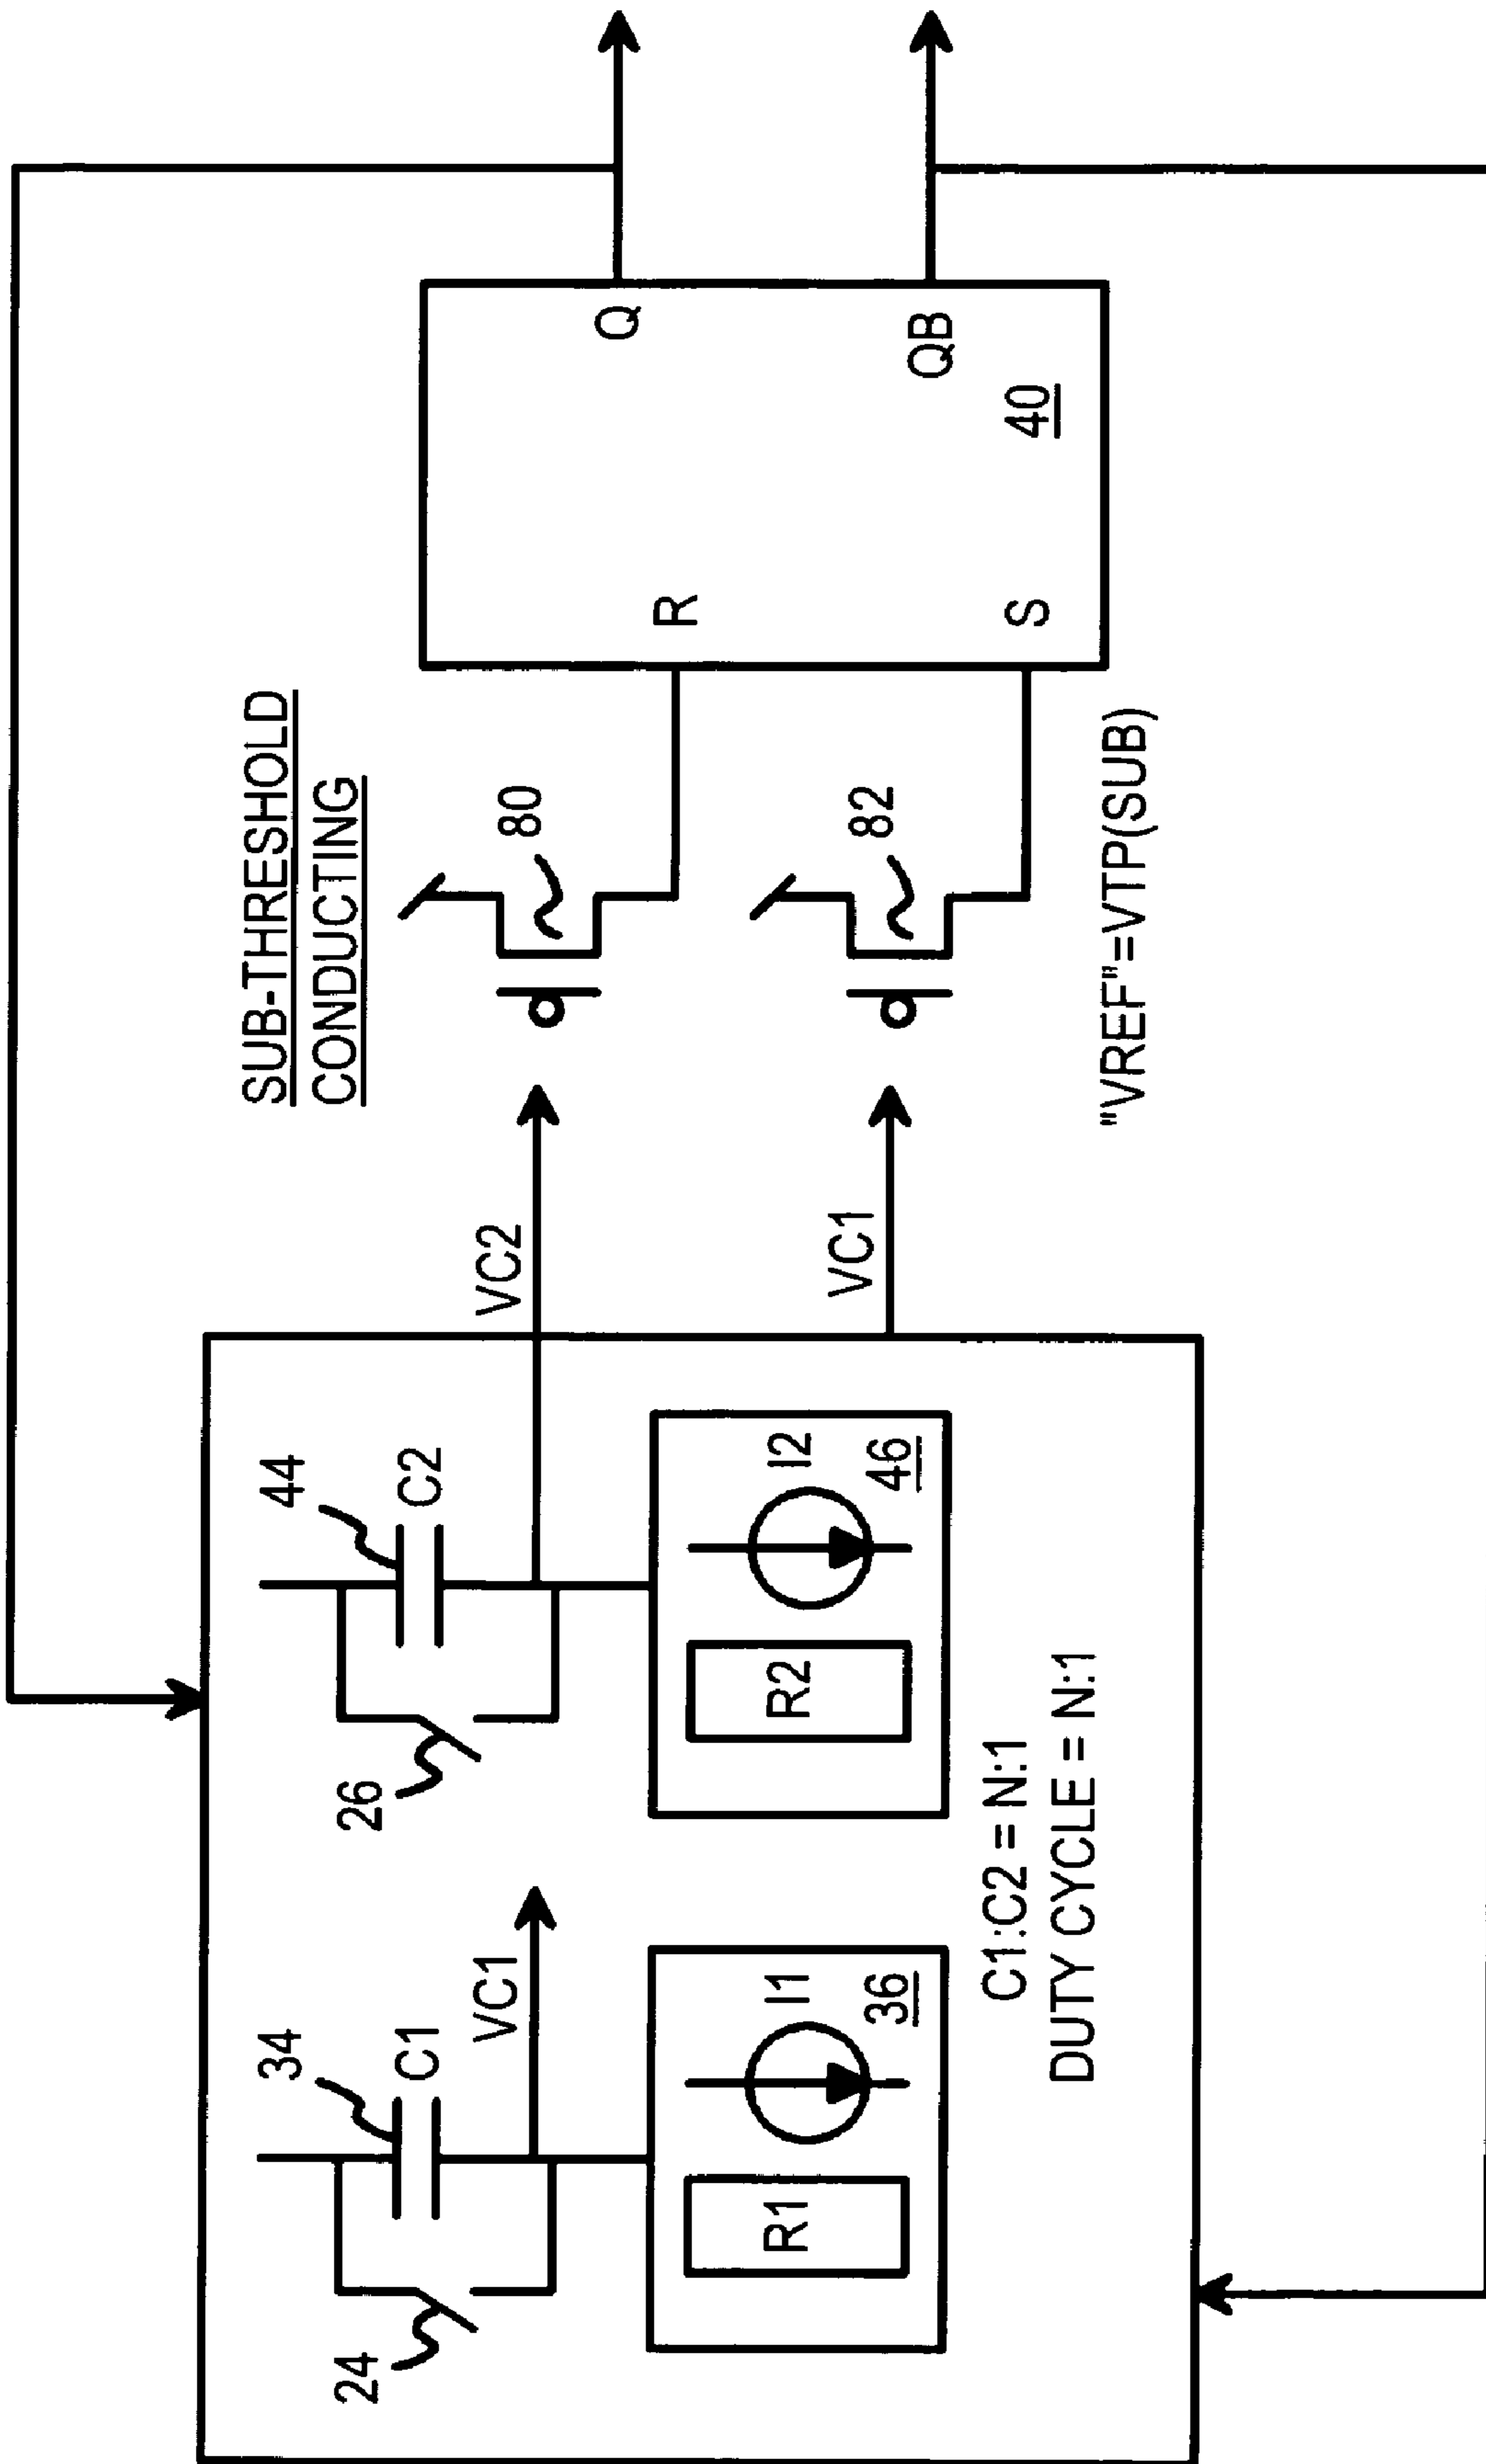 SUB-THRESHOLD
CONDUCTING
24
34
C1
VC1
R1
I1
36
26
44
C2
R2
I2
46
C1:C2 = N:1
DUTY CYCLE = N:1
VC2
VC1
80
82
"VREF"=VTP(SUB)
R
S
Q
QB
40